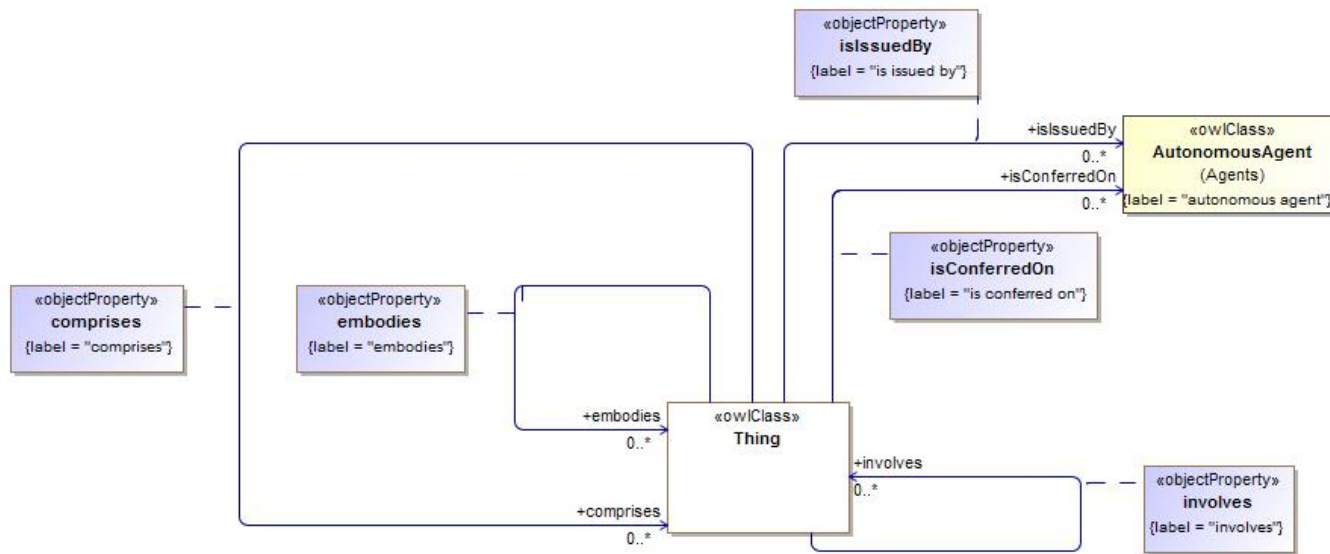 «objectProperty»
isIssuedBy
{label = "is issued by"}
+isIssuedBy
0..*
«owlClass»
AutonomousAgent
(Agents)
{label = "autonomous agent"}
+isConferredOn
0..*
«objectProperty»
isConferredOn
{label = "is conferred on"}
«objectProperty»
comprises
{label = "comprises"}
«objectProperty»
embodies
{label = "embodies"}
+embodies
0..*
«owlClass»
Thing
+involves
0..*
«objectProperty»
involves
{label = "involves"}
+comprises
0..*